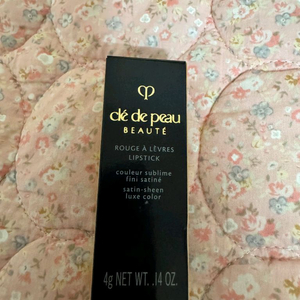 clé de peau
BEAUTÉ
ROUGE À LÈVRES
LIPSTICK
couleur sublime
fini satiné
satin-sheen
luxe color
4g NET WT. .14 OZ.